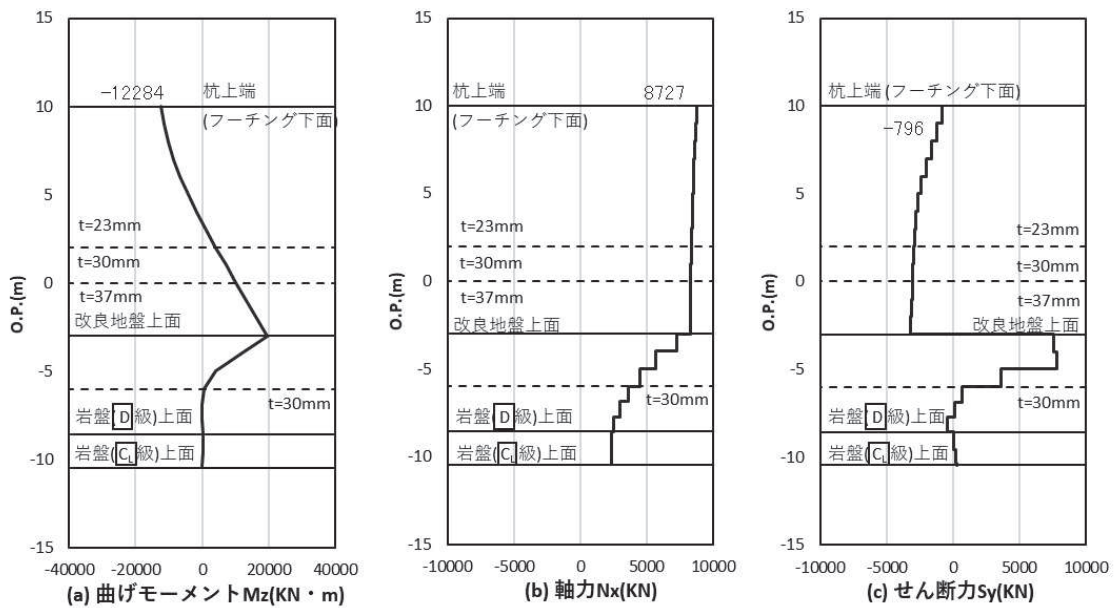 15
10
5
0
-5
-10
-15
O.P.(m)
-12284
杭上端
(フーチング下面)
t=23mm
t=30mm
t=37mm
改良地盤上面
岩盤(D級)上面
岩盤(CL級)上面
-40000 -20000 0 20000 40000
(a) 曲げモーメントMz(KN・m)
15
10
5
0
-5
-10
-15
O.P.(m)
杭上端
8727
(フーチング下面)
t=23mm
t=30mm
t=37mm
改良地盤上面
t=30mm
岩盤(D級)上面
岩盤(CL級)上面
-10000 -5000 0 5000 10000
(b) 軸力Nx(KN)
15
10
5
0
-5
-10
-15
O.P.(m)
杭上端(フーチング下面)
-796
t=23mm
t=30mm
t=37mm
改良地盤上面
t=30mm
岩盤(D級)上面
岩盤(CL級)上面
-10000 -5000 0 5000 10000
(c) せん断力Sy(KN)